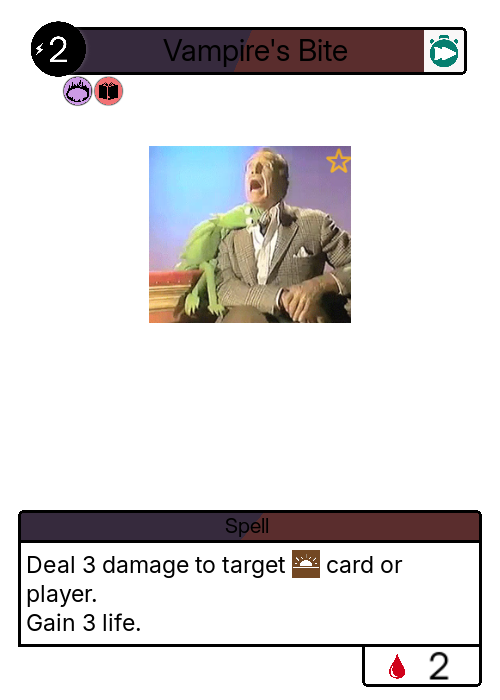 2 Vampire's Bite
Spell
Deal 3 damage to target card or
player.
Gain 3 life.
2